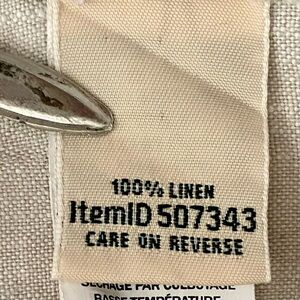 100% LINEN
ItemID 507343
CARE ON REVERSE
SÉCHAGE PAR CULBUTAGE
BASSE TEMPÉRATURE